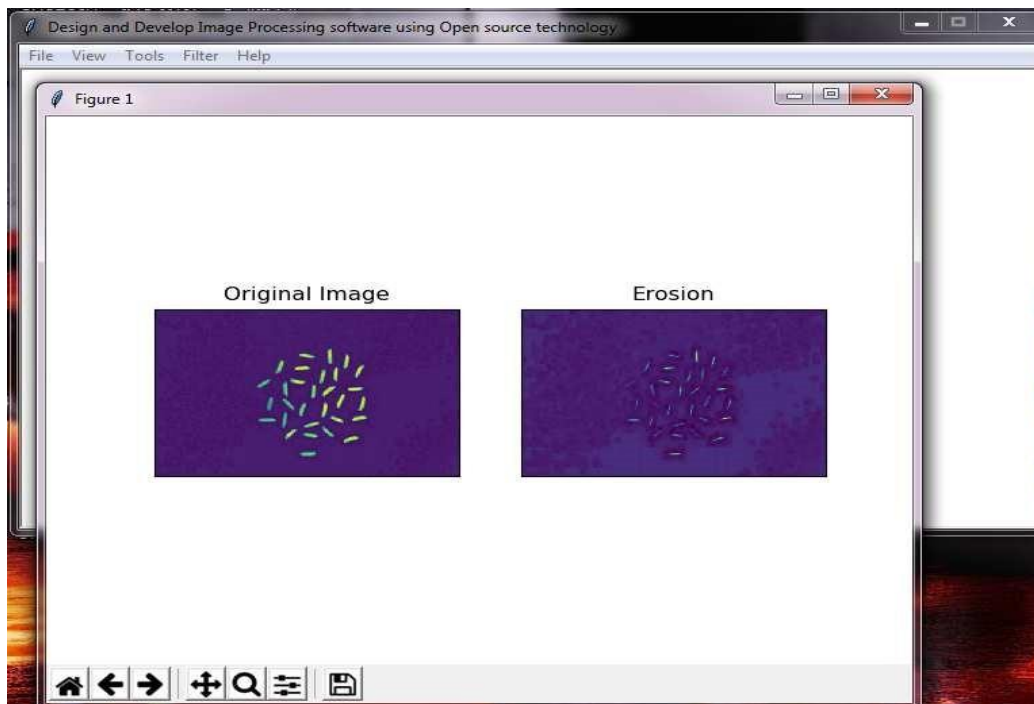 Design and Develop Image Processing software using Open source technology
File View Tools Filter Help
Figure 1
Original Image
Erosion